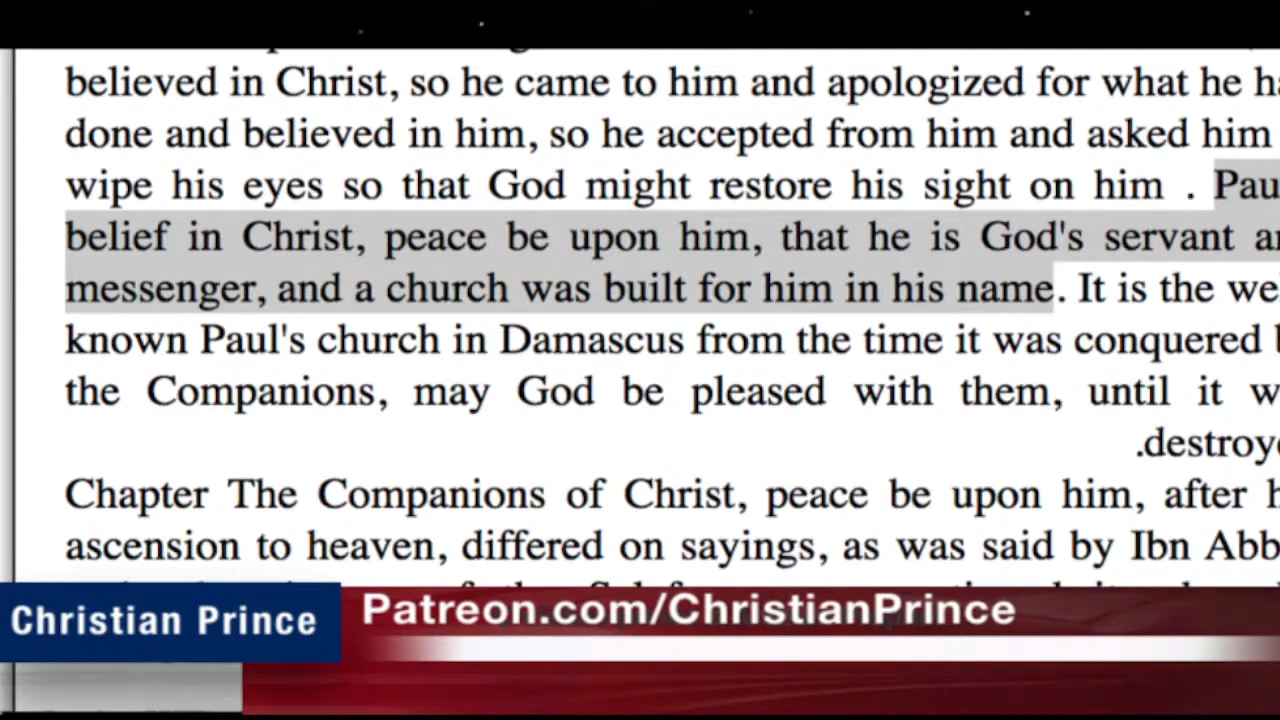 believed in Christ, so he came to him and apologized for what he ha
done and believed in him, so he accepted from him and asked him
wipe his eyes so that God might restore his sight on him . Pau
belief in Christ, peace be upon him, that he is God's servant an
messenger, and a church was built for him in his name. It is the we
known Paul's church in Damascus from the time it was conquered b
the Companions, may God be pleased with them, until it w
.destroye
Chapter The Companions of Christ, peace be upon him, after h
ascension to heaven, differed on sayings, as was said by Ibn Abb
Christian Prince
Patreon.com/ChristianPrince